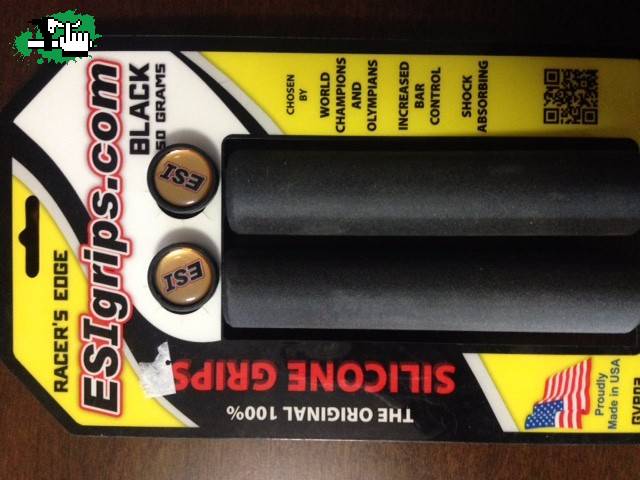 RACER'S EDGE
ESIgrips.com
BLACK
50 GRAMS
CHOSEN
BY
WORLD
CHAMPIONS
AND
OLYMPIANS
INCREASED
BAR
CONTROL
SHOCK
ABSORBING
ESI
ESI
THE ORIGINAL 100%
SILICONE GRIPS
Proudly
Made in USA